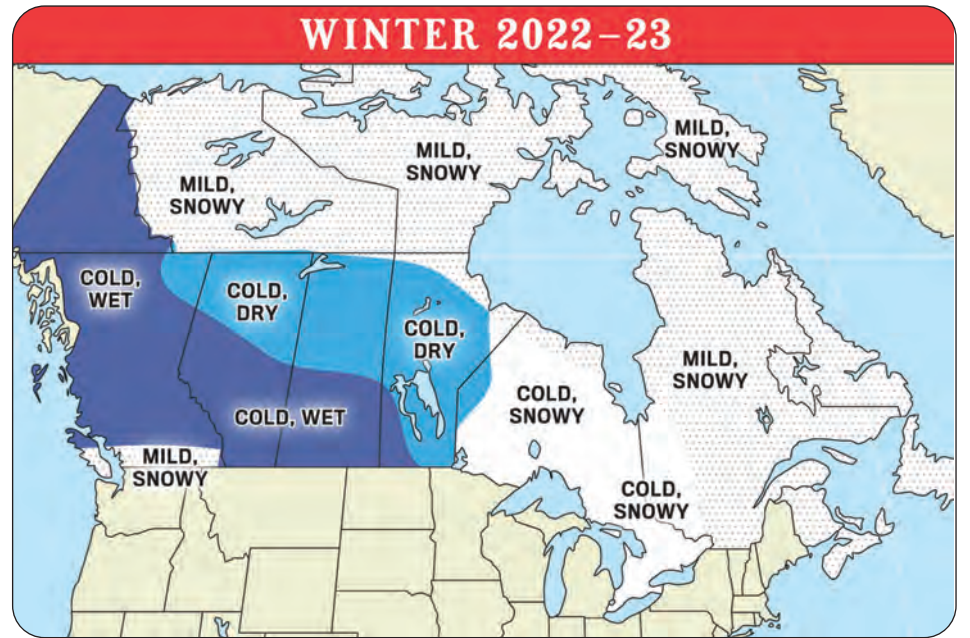 WINTER 2022–23
MILD,
SNOWY
MILD,
SNOWY
MILD,
SNOWY
COLD,
WET
COLD,
DRY
COLD,
DRY
MILD,
SNOWY
COLD,
SNOWY
COLD, WET
MILD,
SNOWY
COLD,
SNOWY